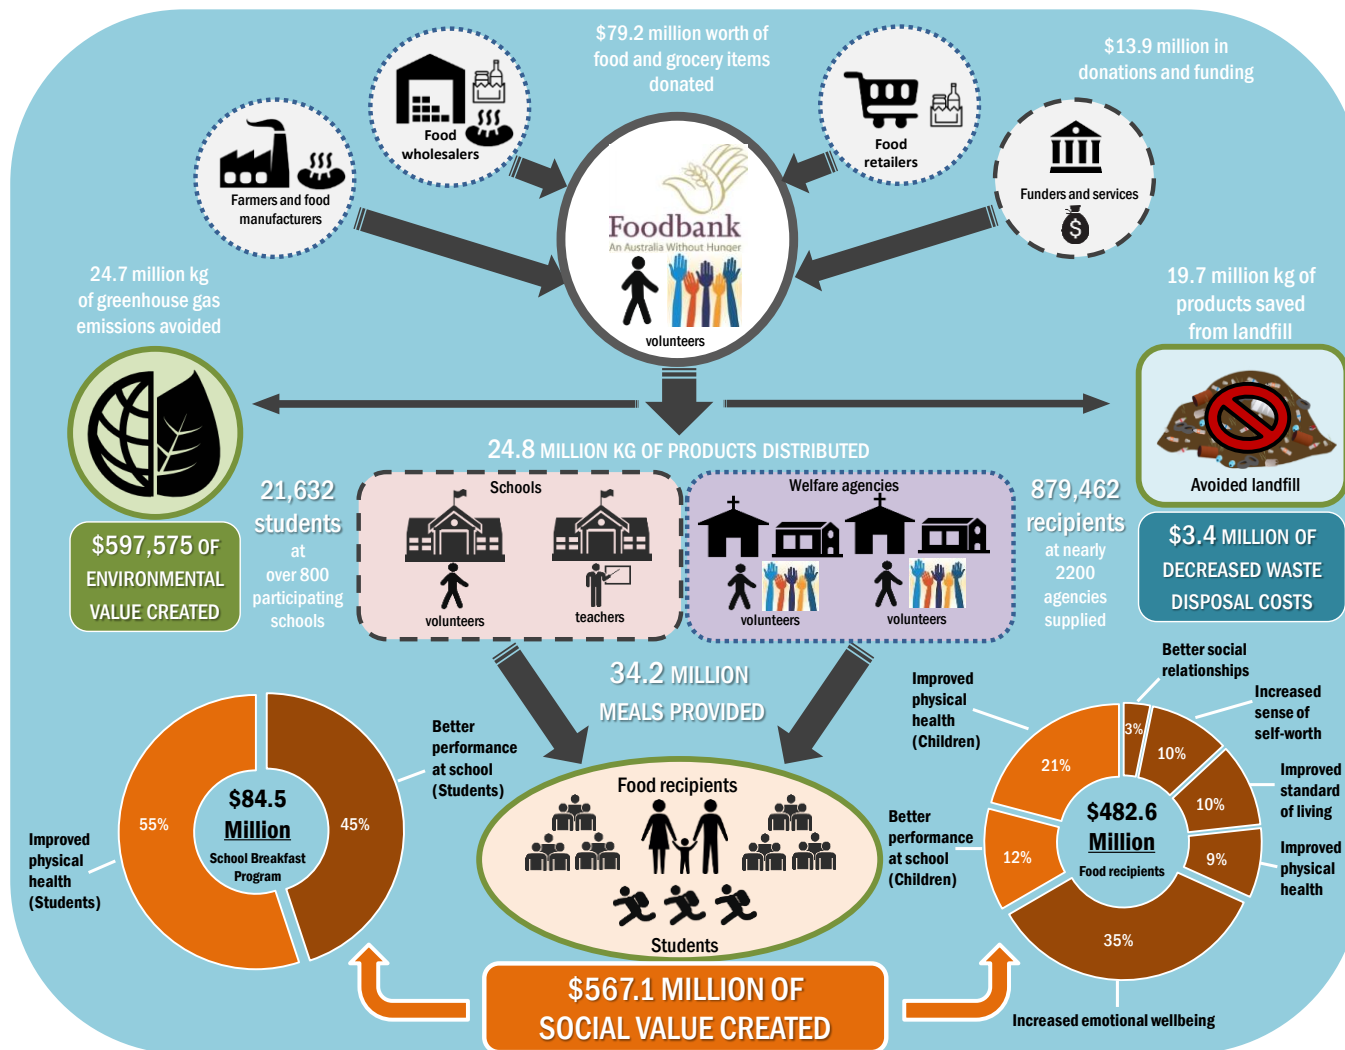 $79.2 million worth of
food and grocery items
donated
$13.9 million in
donations and funding
Food
wholesalers
Food
retailers
Farmers and food
manufacturers
Funders and services
$
Foodbank
An Australia Without Hunger
volunteers
24.7 million kg
of greenhouse gas
emissions avoided
19.7 million kg of
products saved
from landfill
Avoided landfill
24.8 MILLION KG OF PRODUCTS DISTRIBUTED
$597,575 OF
ENVIRONMENTAL
VALUE CREATED
21,632
students
at
over 800
participating
schools
Schools
volunteers
teachers
Welfare agencies
volunteers
volunteers
879,462
recipients
at nearly
2200
agencies
supplied
$3.4 MILLION OF
DECREASED WASTE
DISPOSAL COSTS
34.2 MILLION
MEALS PROVIDED
Better
performance
at school
(Students)
55%
45%
$84.5
Million
School Breakfast
Program
Improved
physical
health
(Students)
Food recipients
Students
Improved
physical
health
(Children)
Better social
relationships
Increased
sense of
self-worth
Improved
standard
of living
Improved
physical
health
Better
performance
at school
(Children)
3%
10%
10%
9%
35%
12%
21%
$482.6
Million
Food recipients
Increased emotional wellbeing
$567.1 MILLION OF
SOCIAL VALUE CREATED